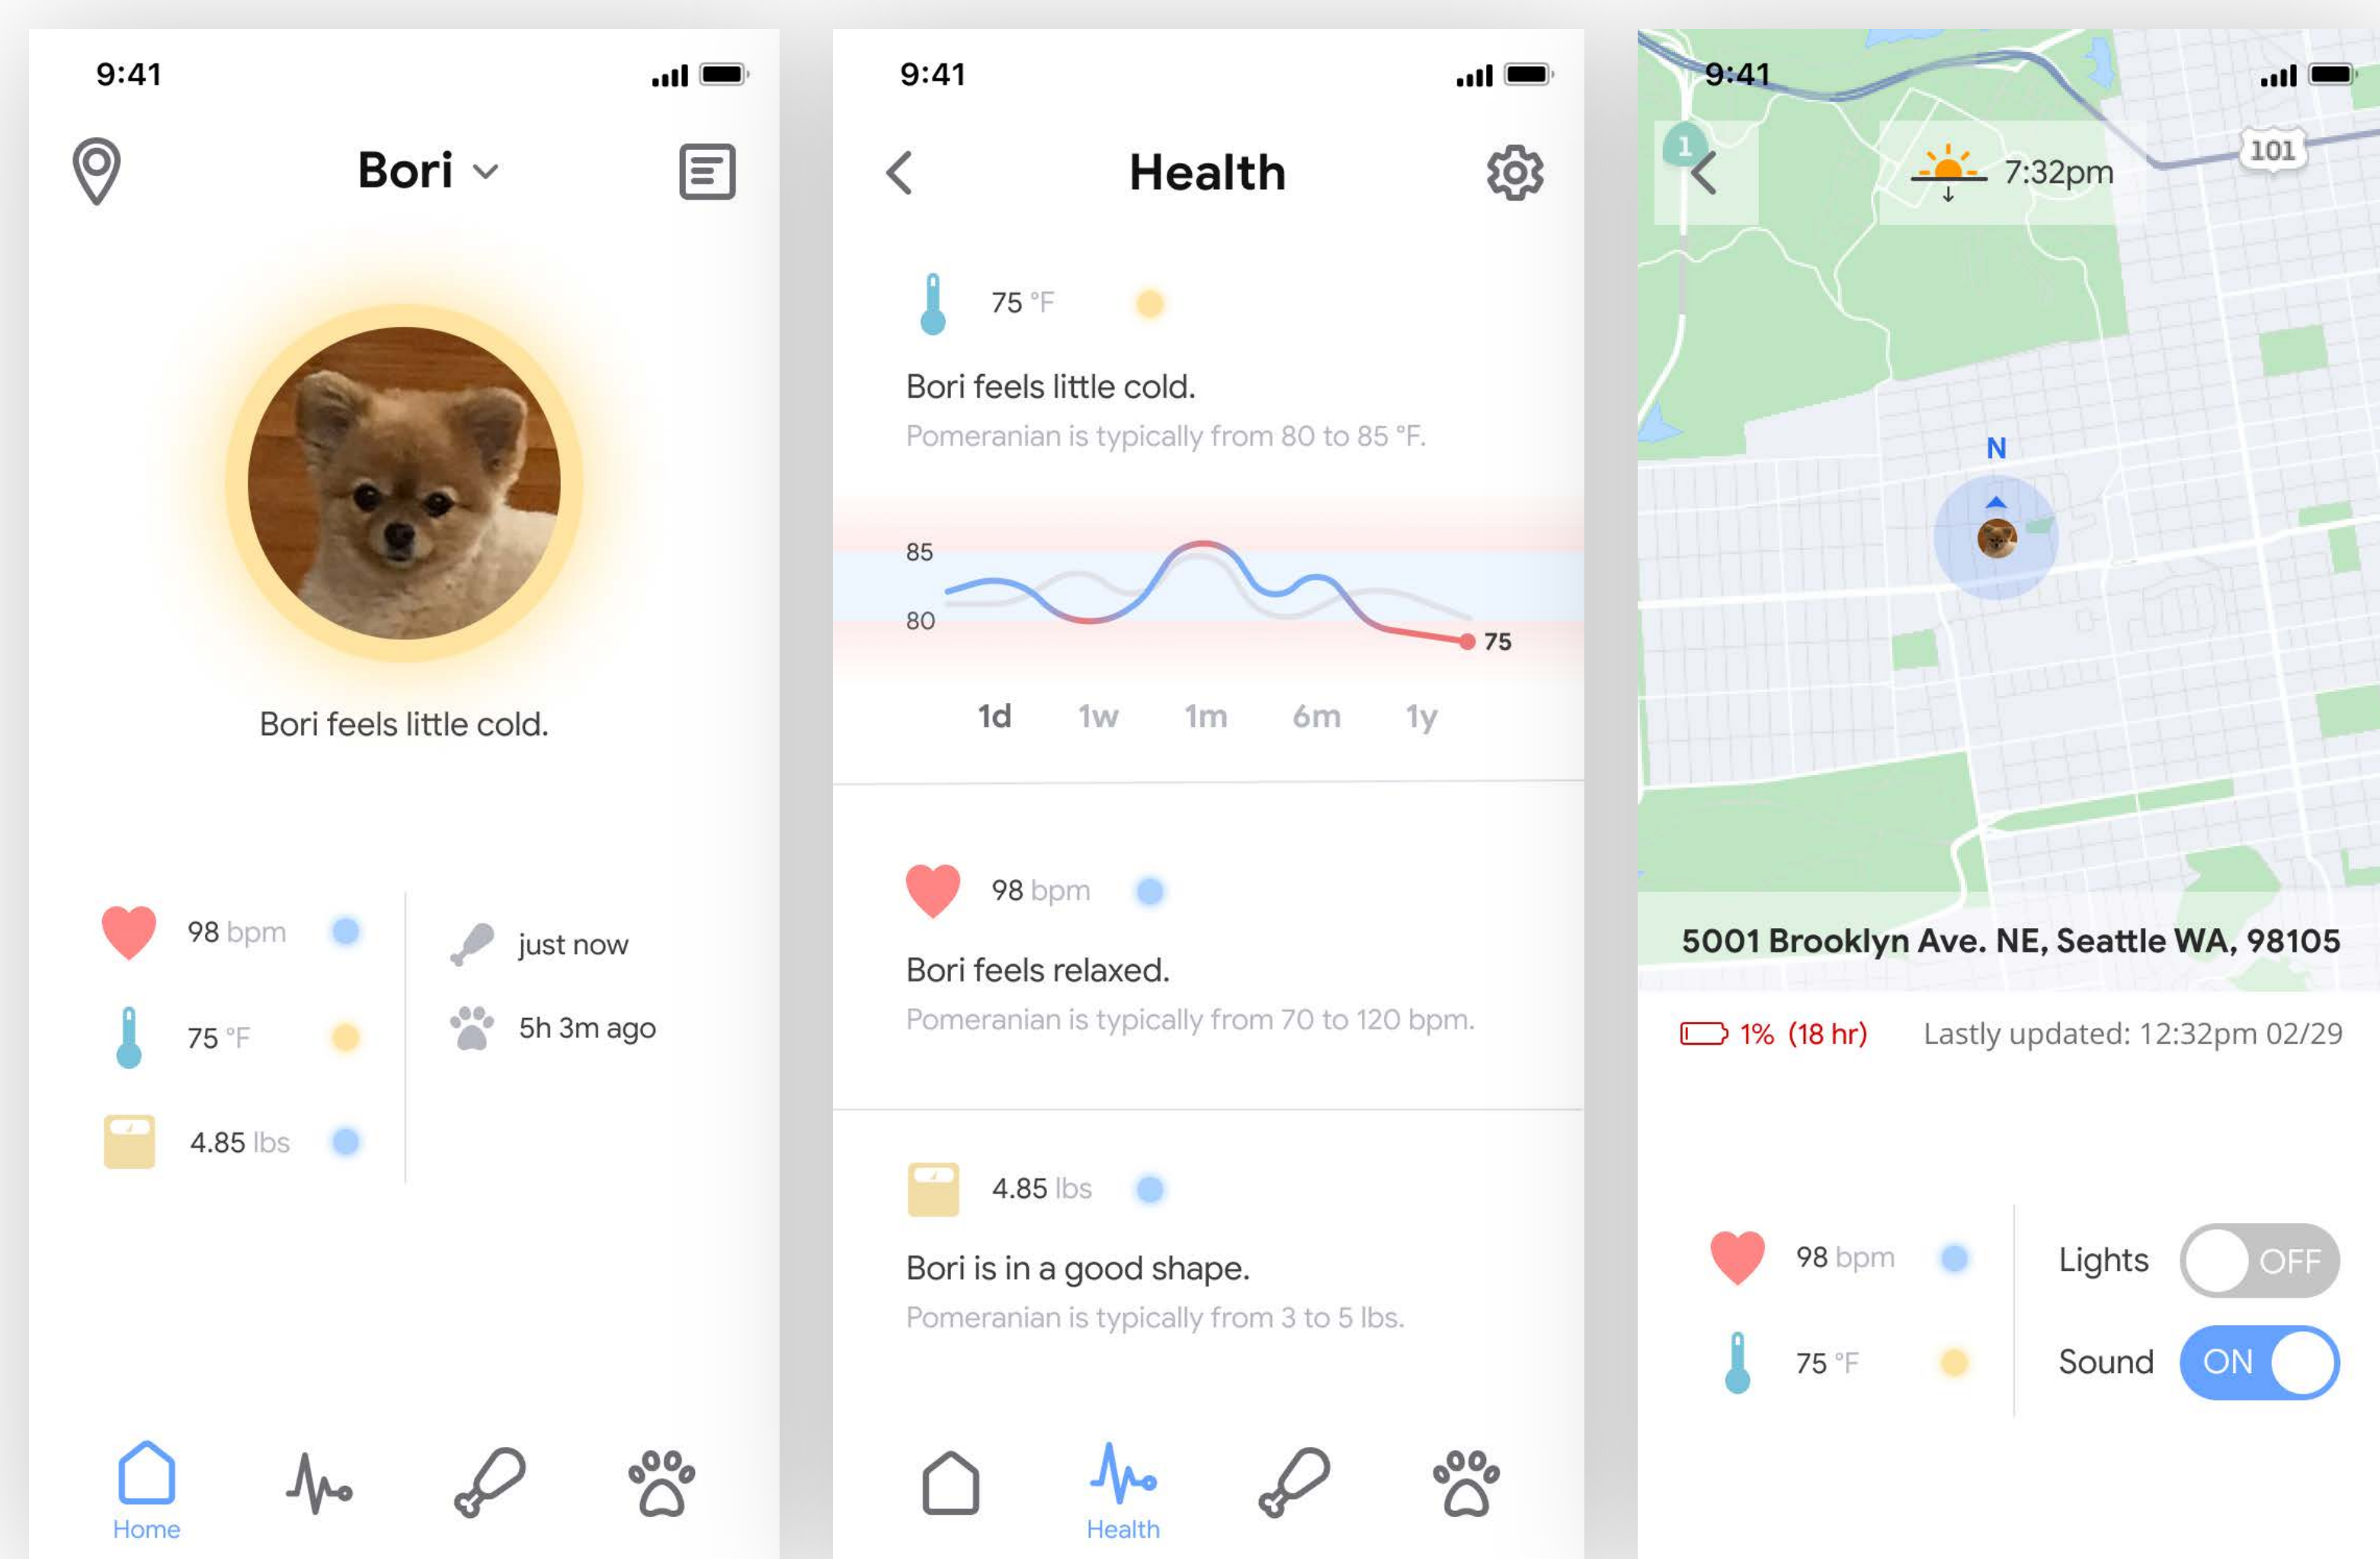 9:41
Bori
Bori feels little cold.
98 bpm
75 °F
4.85 lbs
just now
5h 3m ago
Home
9:41
Health
75 °F
Bori feels little cold.
Pomeranian is typically from 80 to 85 °F.
85
80
75
1d 1w 1m 6m 1y
98 bpm
Bori feels relaxed.
Pomeranian is typically from 70 to 120 bpm.
4.85 lbs
Bori is in a good shape.
Pomeranian is typically from 3 to 5 lbs.
Health
9:41
1
7:32pm
101
N
5001 Brooklyn Ave. NE, Seattle WA, 98105
1% (18 hr) Lastly updated: 12:32pm 02/29
98 bpm
75 °F
Lights OFF
Sound ON